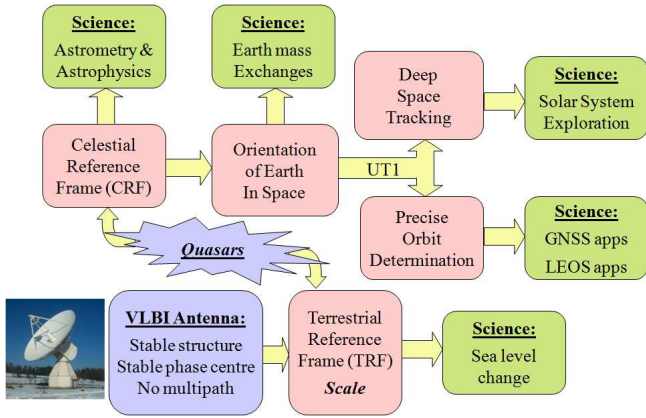 Science:
Astrometry &
Astrophysics
Science:
Earth mass
Exchanges
Deep
Space
Tracking
Science:
Solar System
Exploration
Celestial
Reference
Frame (CRF)
Orientation
of Earth
In Space
UT1
Precise
Orbit
Determination
Science:
GNSS apps
LEOS apps
Quasars
VLBI Antenna:
Stable structure
Stable phase centre
No multipath
Terrestrial
Reference
Frame (TRF)
Scale
Science:
Sea level
change